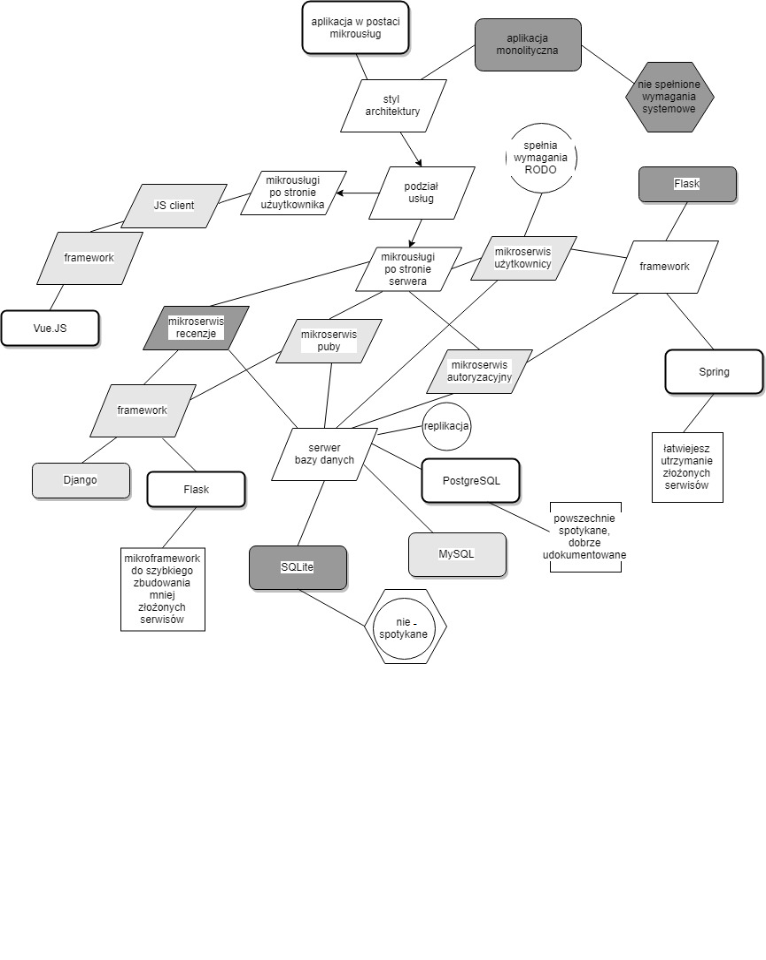 aplikacja w postaci
mikrousług
aplikacja
monolityczna
nie spełnione
wymagania
systemowe
styl
architektury
spełnia
wymagania
RODO
mikrousługi
po stronie
użuytkownika
podział
usług
Flask
JS client
framework
mikrousługi
po stronie
serwera
mikroserwis
użytkownicy
framework
Vue.JS
mikroserwis
recenzje
mikroserwis
puby
mikroserwis
autoryzacyjny
Spring
framework
replikacja
serwer
bazy danych
łatwiejesz
utrzymanie
złożonych
serwisów
Django
Flask
PostgreSQL
powszechnie
spotykane,
dobrze
udokumentowane
mikroframework
do szybkiego
zbudowania
mniej
złożonych
serwisów
SQLite
MySQL
nie -
spotykane